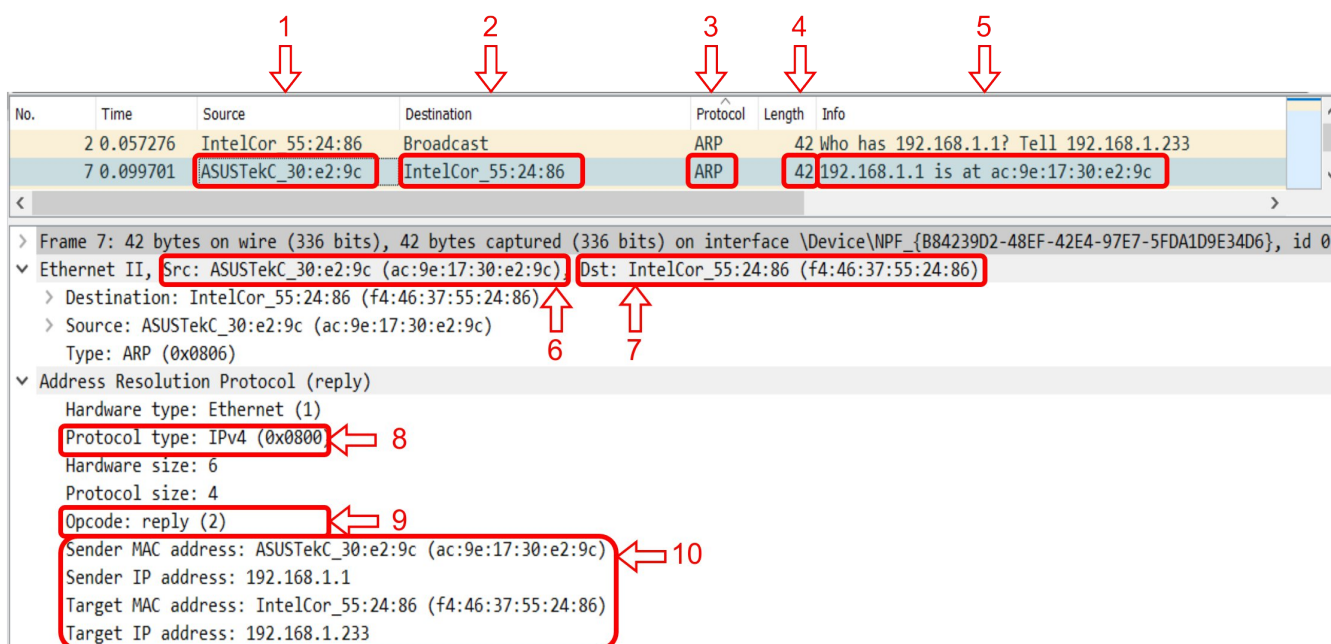 1 2 3 4 5
No. Time Source Destination Protocol Length Info
2 0.057276 IntelCor_55:24:86 Broadcast ARP 42 Who has 192.168.1.1? Tell 192.168.1.233
7 0.099701 ASUSTekC_30:e2:9c IntelCor_55:24:86 ARP 42 192.168.1.1 is at ac:9e:17:30:e2:9c
Frame 7: 42 bytes on wire (336 bits), 42 bytes captured (336 bits) on interface \Device\NPF_{B84239D2-48EF-42E4-97E7-5FDA1D9E34D6}, id 0
Ethernet II, Src: ASUSTekC_30:e2:9c (ac:9e:17:30:e2:9c), Dst: IntelCor_55:24:86 (f4:46:37:55:24:86)
Destination: IntelCor_55:24:86 (f4:46:37:55:24:86)
Source: ASUSTekC_30:e2:9c (ac:9e:17:30:e2:9c)
6 7
Type: ARP (0x0806)
Address Resolution Protocol (reply)
Hardware type: Ethernet (1)
Protocol type: IPv4 (0x0800) 8
Hardware size: 6
Protocol size: 4
Opcode: reply (2) 9
Sender MAC address: ASUSTekC_30:e2:9c (ac:9e:17:30:e2:9c) 10
Sender IP address: 192.168.1.1
Target MAC address: IntelCor_55:24:86 (f4:46:37:55:24:86)
Target IP address: 192.168.1.233